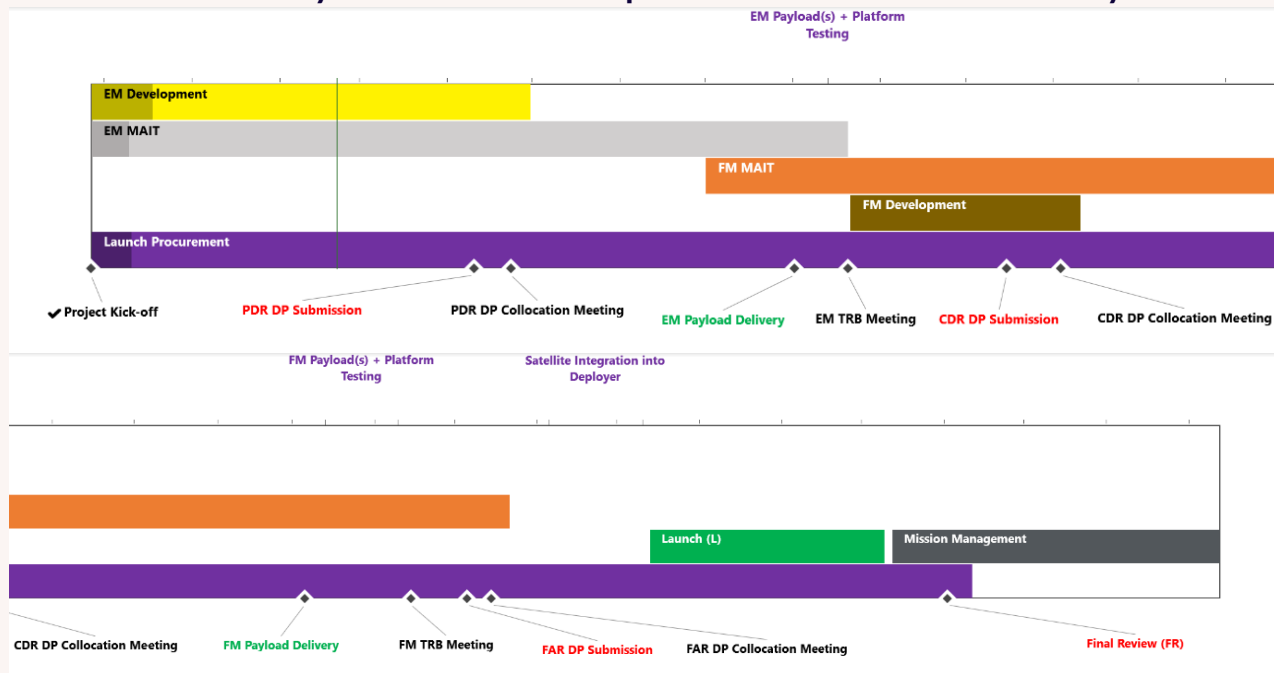 EM Payload(s) + Platform
Testing
EM Development
EM MAIT
FM MAIT
FM Development
Launch Procurement
Project Kick-off
PDR DP Submission
PDR DP Collocation Meeting
EM Payload Delivery
EM TRB Meeting
CDR DP Submission
CDR DP Collocation Meeting
FM Payload(s) + Platform
Testing
Satellite Integration into
Deployer
Launch (L)
Mission Management
CDR DP Collocation Meeting
FM Payload Delivery
FM TRB Meeting
FAR DP Submission
FAR DP Collocation Meeting
Final Review (FR)